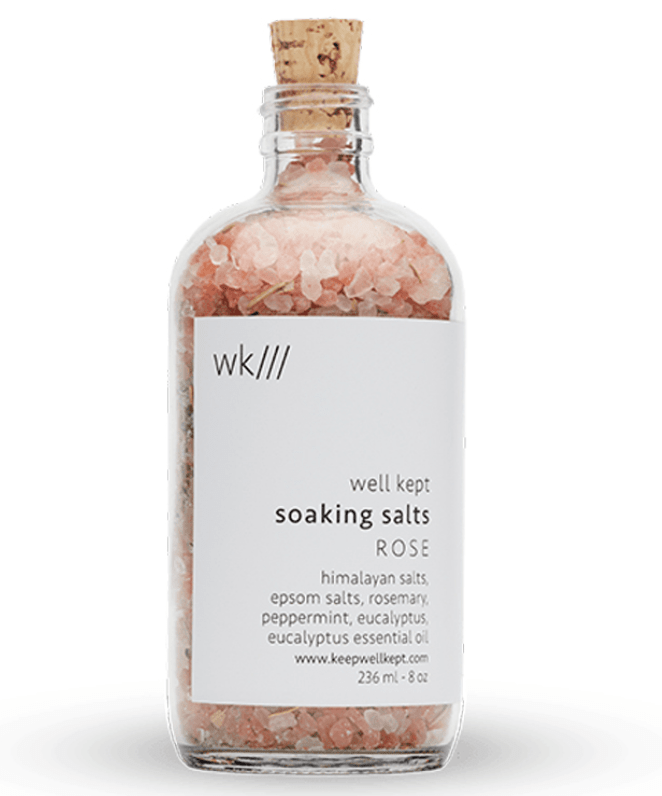 wk///
well kept
soaking salts
ROSE
himalayan salts,
epsom salts, rosemary,
peppermint, eucalyptus,
eucalyptus essential oil
www.keepwellkept.com
236 ml - 8 oz